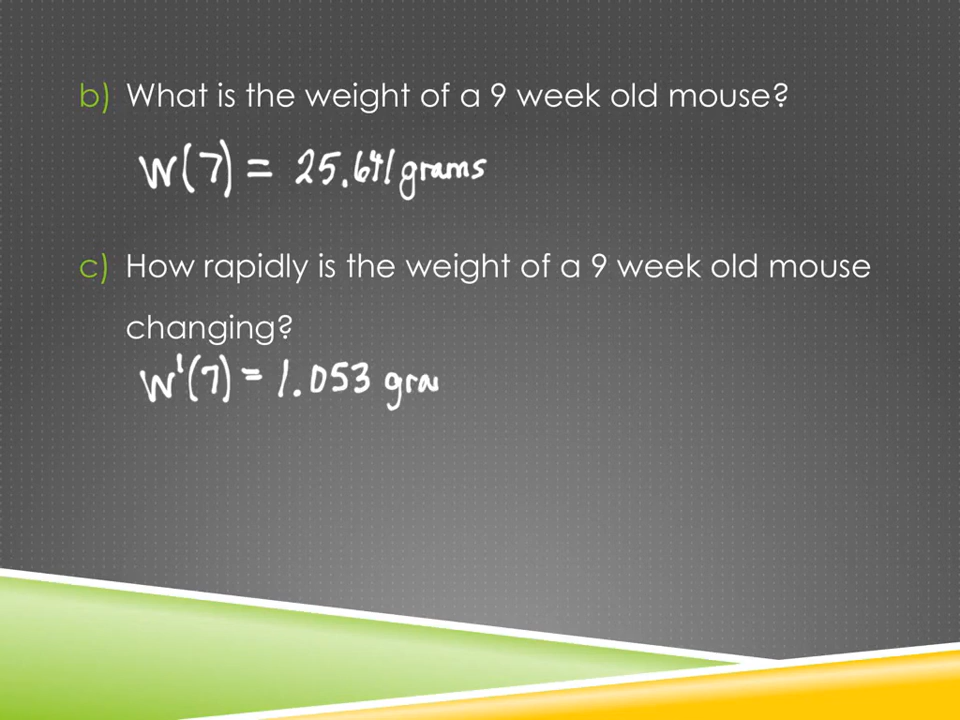 b) What is the weight of a 9 week old mouse?
W(7) = 25.641 grams
c) How rapidly is the weight of a 9 week old mouse
changing?
W'(7) = 1.053 gra